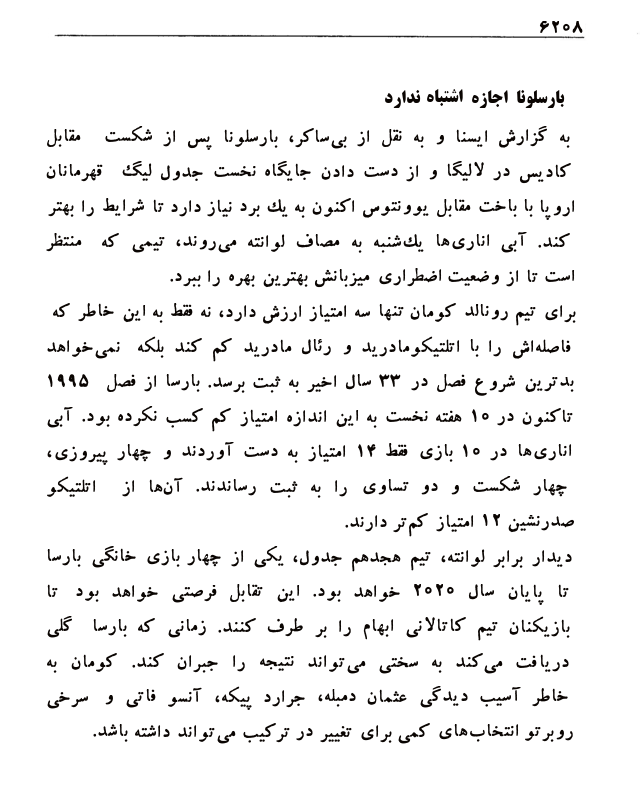 ۶۲۰۸
بارسلونا اجازه اشتباه ندارد
به گزارش ایسنا و به نقل از بی‌ساکر، بارسلونا پس از شکست مقابل
کادیس در لالیگا و از دست دادن جایگاه نخست جدول لیگ قهرمانان
اروپا با باخت مقابل یوونتوس اکنون به یك برد نیاز دارد تا شرایط را بهتر
کند. آبی اناری‌ها یك‌شنبه به مصاف لوانته می‌روند، تیمی که منتظر
است تا از وضعیت اضطراری میزبانش بهترین بهره را ببرد.
برای تیم رونالد کومان تنها سه امتیاز ارزش دارد، نه فقط به این خاطر که
فاصله‌اش را با اتلتیکومادرید و رئال مادرید کم کند بلکه نمی‌خواهد
بدترین شروع فصل در ۳۳ سال اخیر به ثبت برسد. بارسا از فصل ۱۹۹۵
تاکنون در ۱۰ هفته نخست به این اندازه امتیاز کم کسب نکرده بود. آبی
اناری‌ها در ۱۰ بازی فقط ۱۴ امتیاز به دست آوردند و چهار پیروزی،
چهار شکست و دو تساوی را به ثبت رساندند. آن‌ها از اتلتیکو
صدرنشین ۱۲ امتیاز کم‌تر دارند.
دیدار برابر لوانته، تیم هجدهم جدول، یکی از چهار بازی خانگی بارسا
تا پایان سال ۲۰۲۰ خواهد بود. این تقابل فرصتی خواهد بود تا
بازیکنان تیم کاتالانی ابهام را بر طرف کنند. زمانی که بارسا گلی
دریافت می‌کند به سختی می‌تواند نتیجه را جبران کند. کومان به
خاطر آسیب دیدگی عثمان دمبله، جرارد پیکه، آنسو فاتی و سرخی
روبرتو انتخاب‌های کمی برای تغییر در ترکیب می‌تواند داشته باشد.